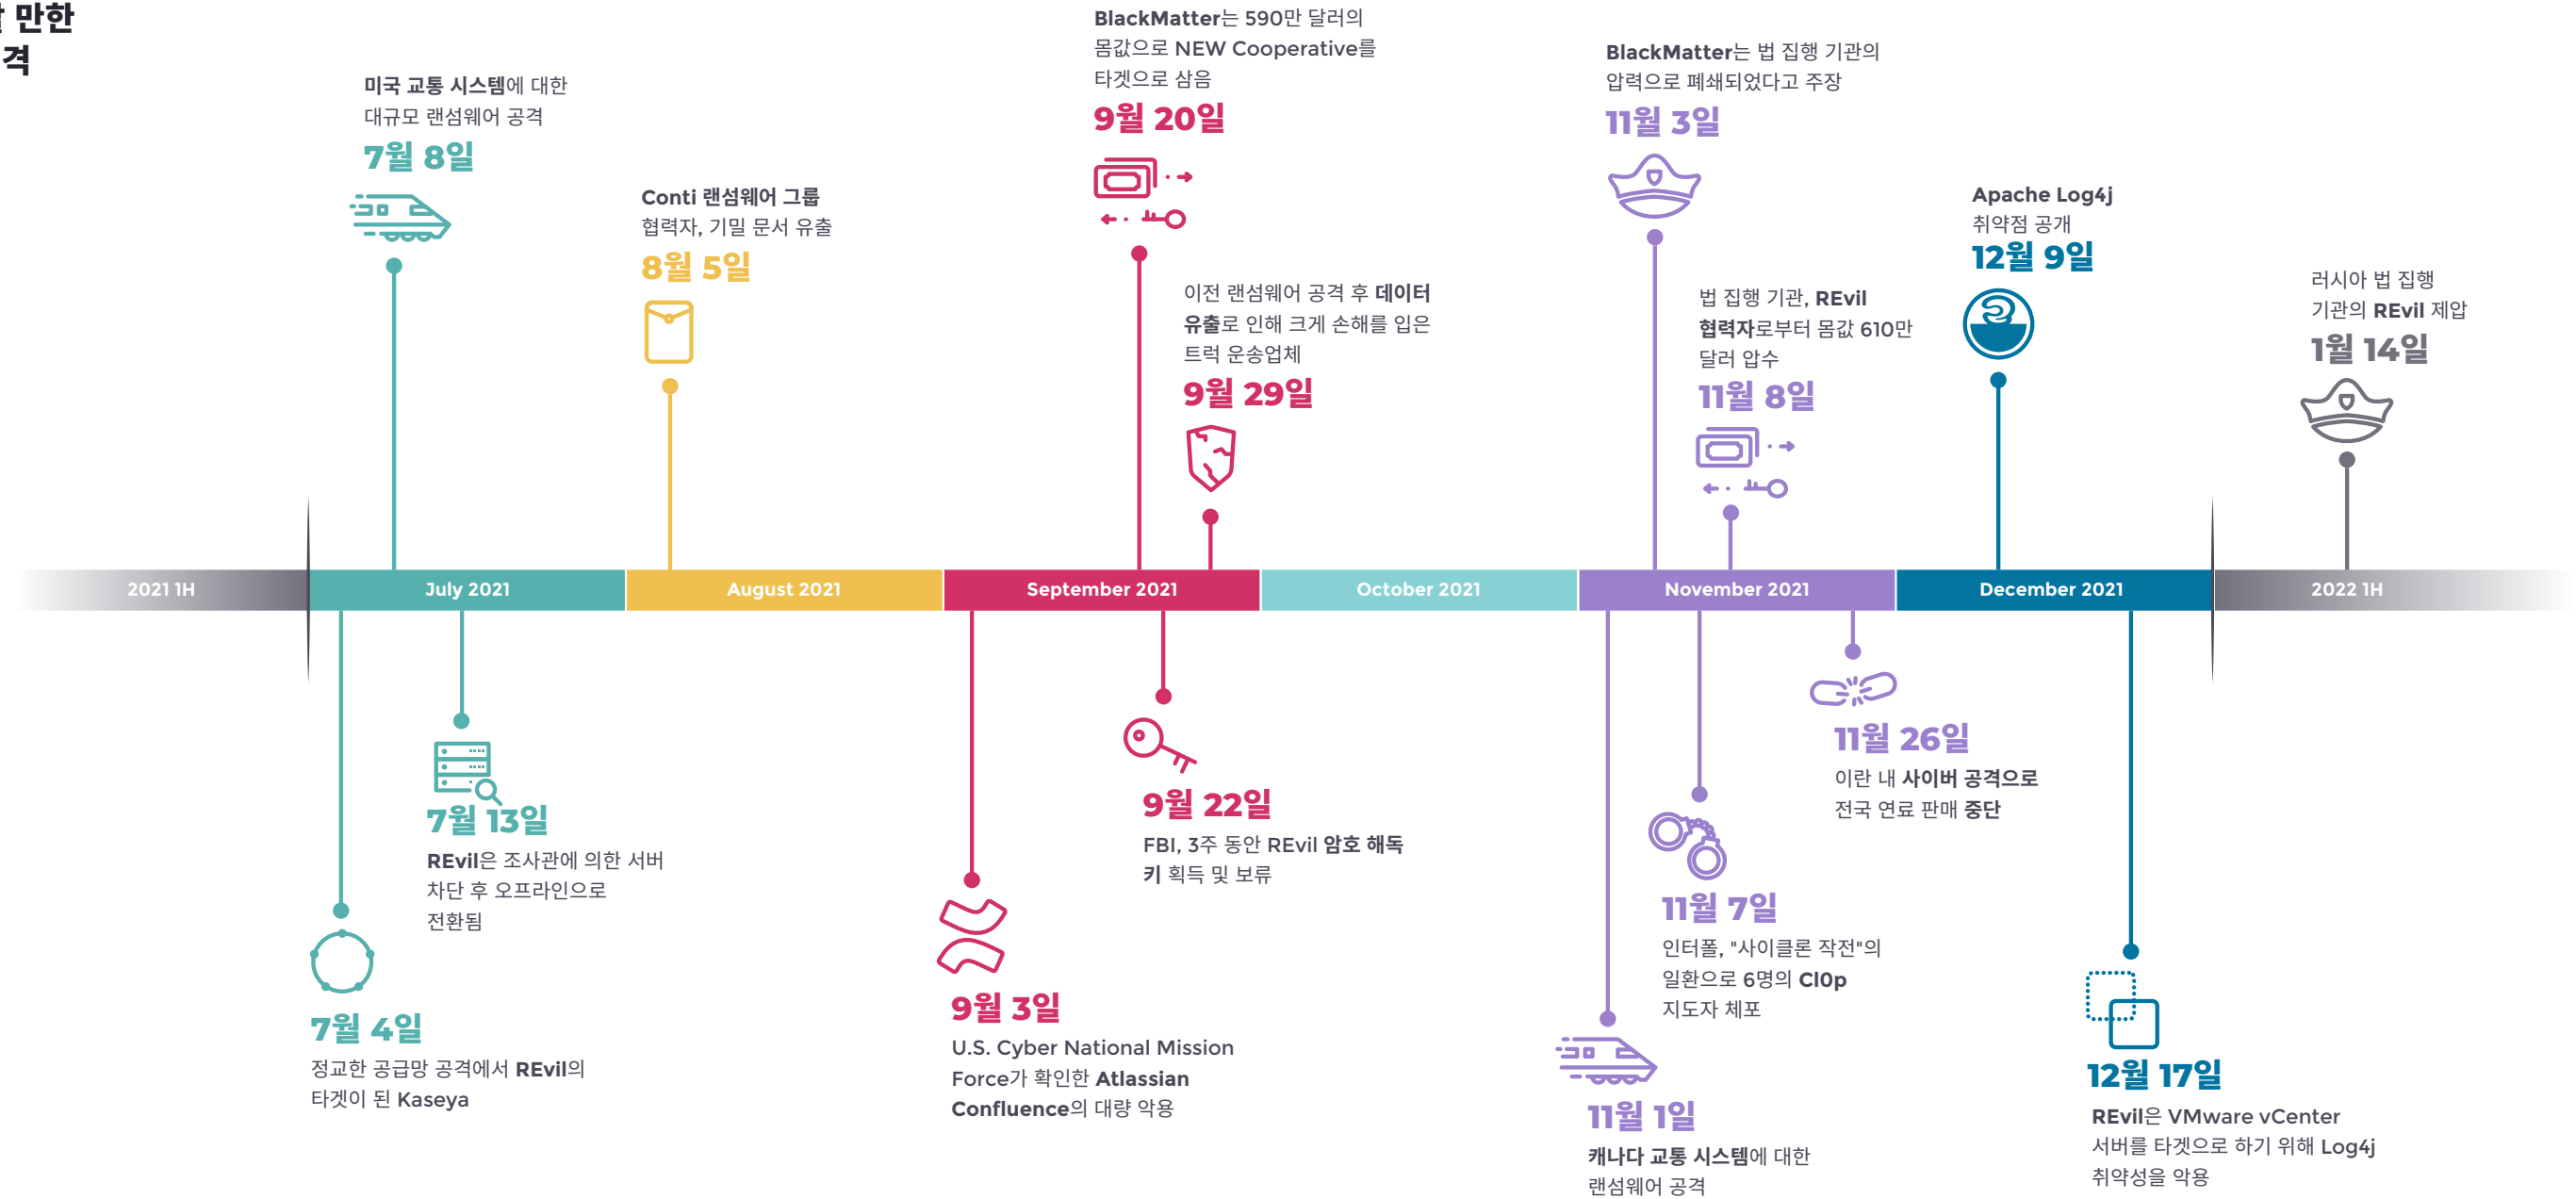 만한
격
미국 교통 시스템에 대한
대규모 랜섬웨어 공격
7월 8일
Conti 랜섬웨어 그룹
협력자, 기밀 문서 유출
8월 5일
BlackMatter는 590만 달러의
몸값으로 NEW Cooperative를
타겟으로 삼음
9월 20일
이전 랜섬웨어 공격 후 데이터
유출로 인해 크게 손해를 입은
트럭 운송업체
9월 29일
BlackMatter는 법 집행 기관의
압력으로 폐쇄되었다고 주장
11월 3일
법 집행 기관, REvil
협력자로부터 몸값 610만
달러 압수
11월 8일
Apache Log4j
취약점 공개
12월 9일
러시아 법 집행
기관의 REvil 제압
1월 14일
2021 1H
July 2021
August 2021
September 2021
October 2021
November 2021
December 2021
2022 1H
7월 4일
정교한 공급망 공격에서 REvil의
타겟이 된 Kaseya
7월 13일
REvil은 조사관에 의한 서버
차단 후 오프라인으로
전환됨
9월 3일
U.S. Cyber National Mission
Force가 확인한 Atlassian
Confluence의 대량 악용
9월 22일
FBI, 3주 동안 REvil 암호 해독
키 획득 및 보류
11월 1일
캐나다 교통 시스템에 대한
랜섬웨어 공격
11월 7일
인터폴, "사이클론 작전"의
일환으로 6명의 Cl0p
지도자 체포
11월 26일
이란 내 사이버 공격으로
전국 연료 판매 중단
12월 17일
REvil은 VMware vCenter
서버를 타겟으로 하기 위해 Log4j
취약성을 악용